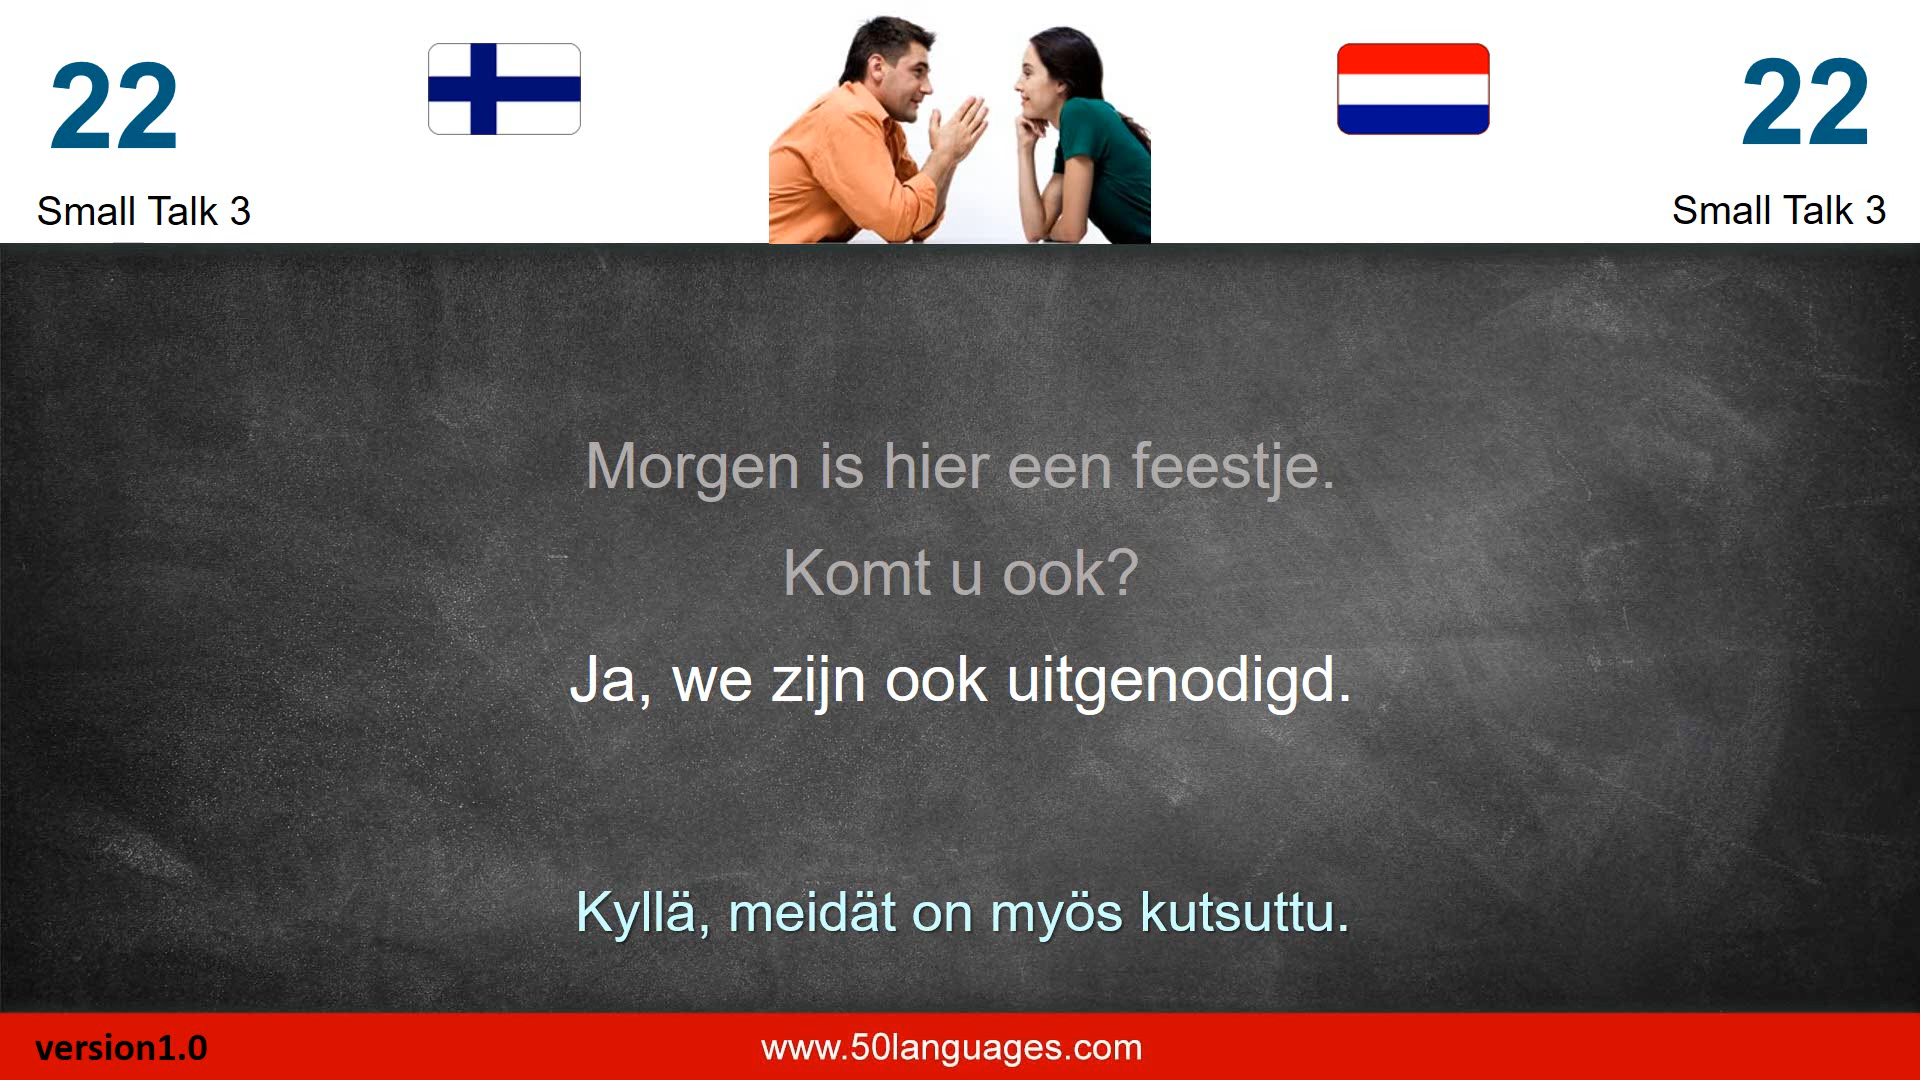 22
22
Small Talk 3
Small Talk 3
Morgen is hier een feestje.
Komt u ook?
Ja, we zijn ook uitgenodigd.
Kyllä, meidät on myös kutsuttu.
version1.0
www.50languages.com